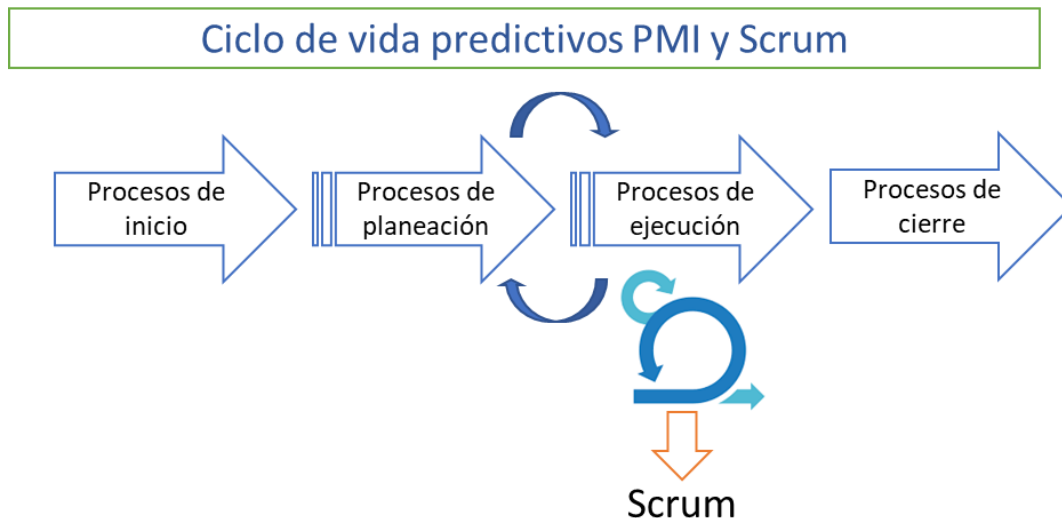 Ciclo de vida predictivos PMI y Scrum
Procesos de
inicio
Procesos de
planeación
Procesos de
ejecución
Procesos de
cierre
Scrum